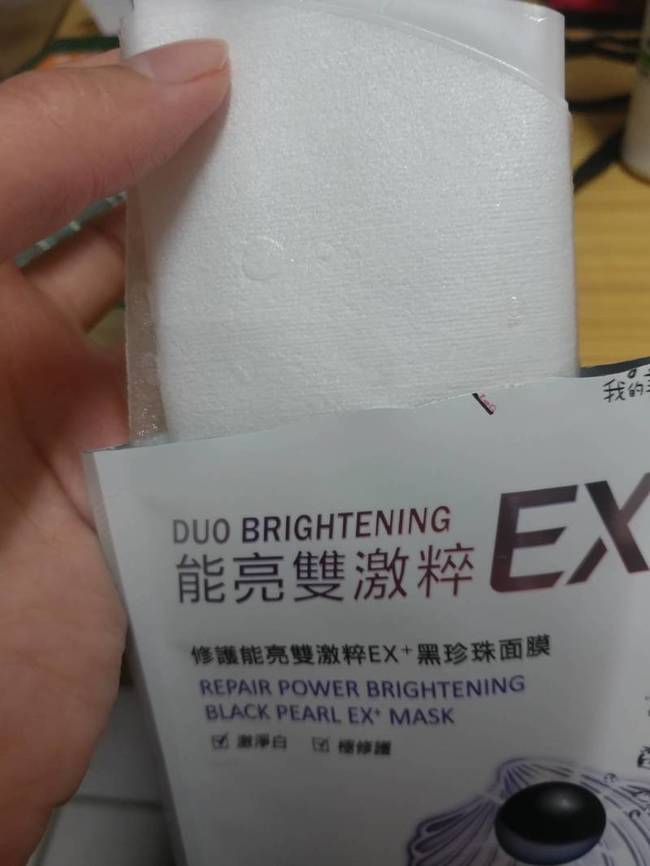 我的
DUO BRIGHTENING
能亮雙激粹 EX
修護能亮雙激粹EX⁺黑珍珠面膜
REPAIR POWER BRIGHTENING
BLACK PEARL EX⁺ MASK
☑ 激淨白 ☑ 極修護